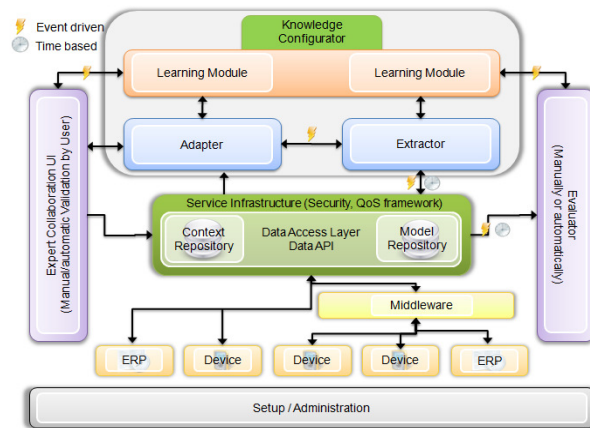 Event driven
Time based
Knowledge
Configurator
Learning Module
Learning Module
Adapter
Extractor
Expert Collaboration UI
(Manual/automatic Validation by User)
Evaluator
(Manually or automatically)
Service Infrastructure (Security, QoS framework)
Context
Repository
Data Access Layer
Data API
Model
Repository
Middleware
ERP
Device
Device
Device
ERP
Setup / Administration